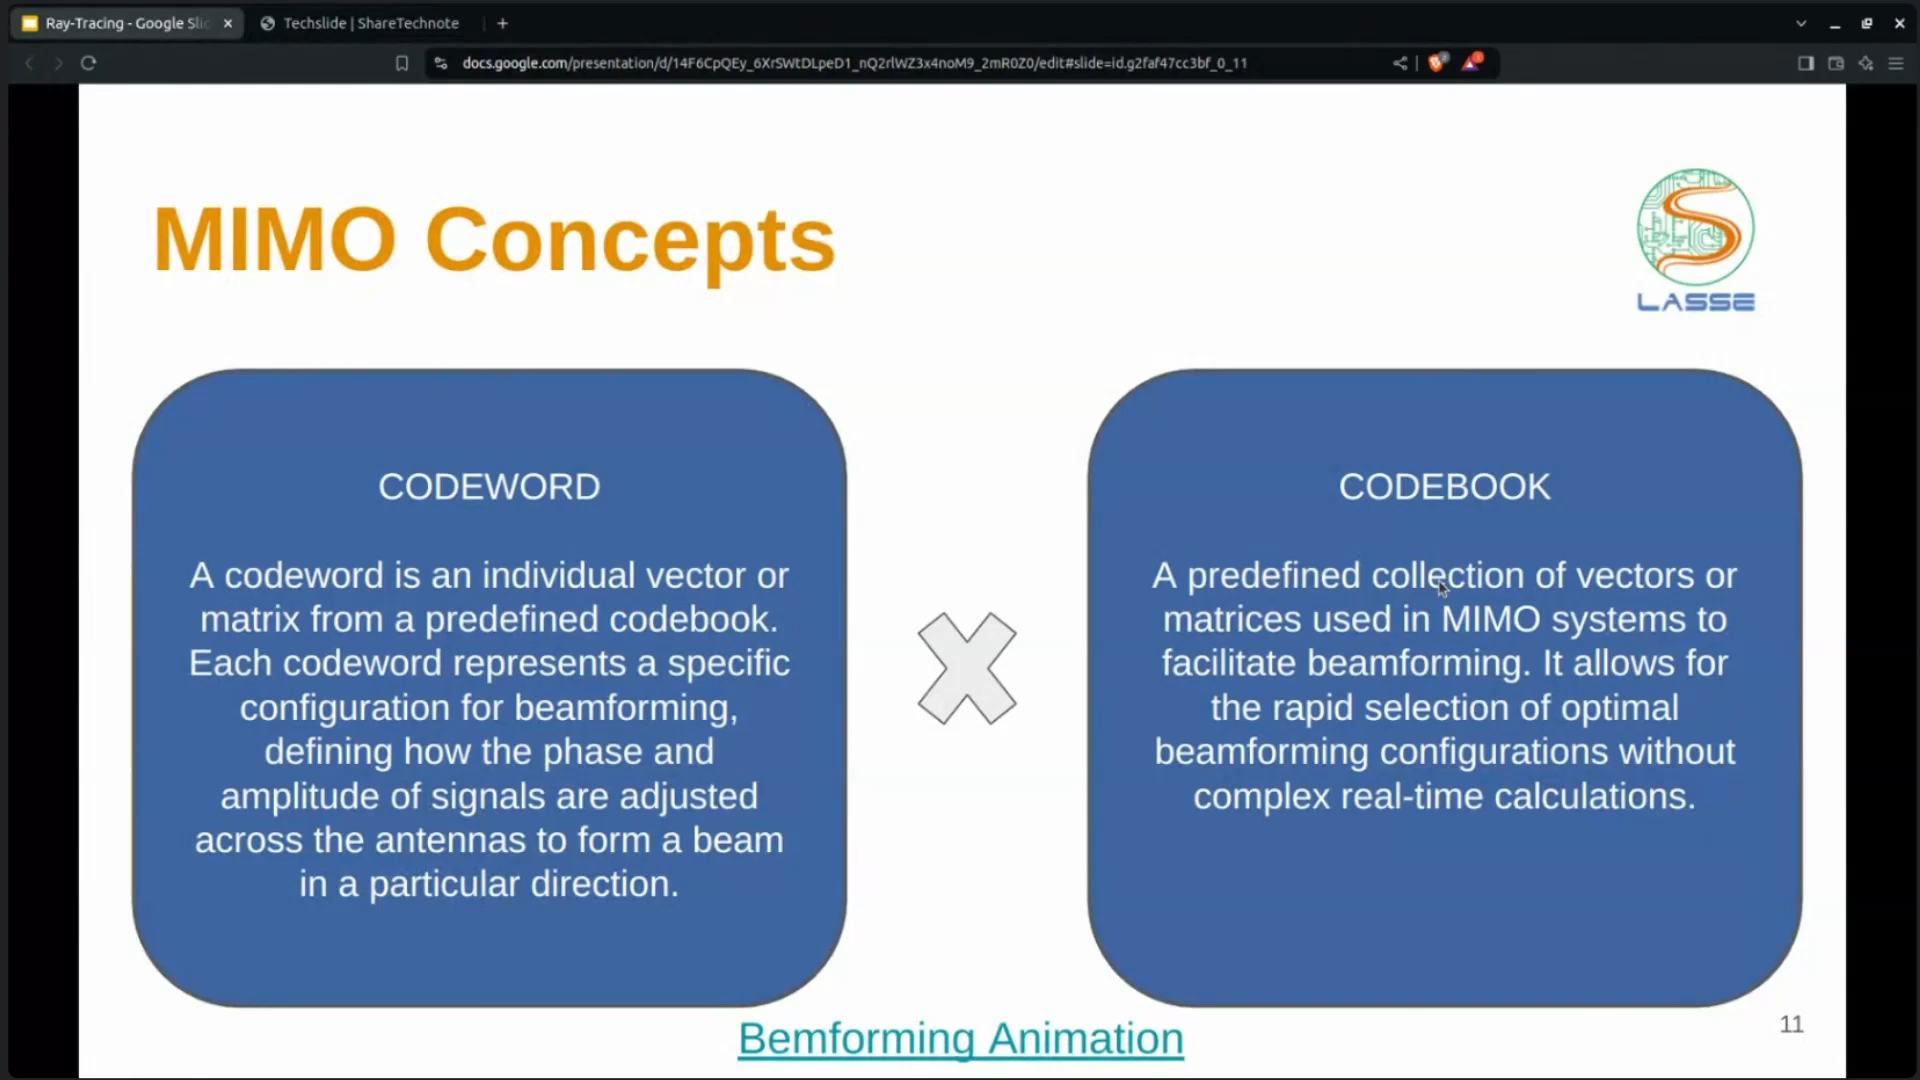 Ray-Tracing - Google Slic
Techslide | ShareTechnote
docs.google.com/presentation/d/14F6CpQEy_6XrSWtDLpeD1_nQ2rlWZ3x4noM9_2mR0Z0/edit#slide=id.g2faf47cc3bf_0_11
MIMO Concepts
LASSE
CODEWORD
A codeword is an individual vector or
matrix from a predefined codebook.
Each codeword represents a specific
configuration for beamforming,
defining how the phase and
amplitude of signals are adjusted
across the antennas to form a beam
in a particular direction.
CODEBOOK
A predefined collection of vectors or
matrices used in MIMO systems to
facilitate beamforming. It allows for
the rapid selection of optimal
beamforming configurations without
complex real-time calculations.
Bemforming Animation
11